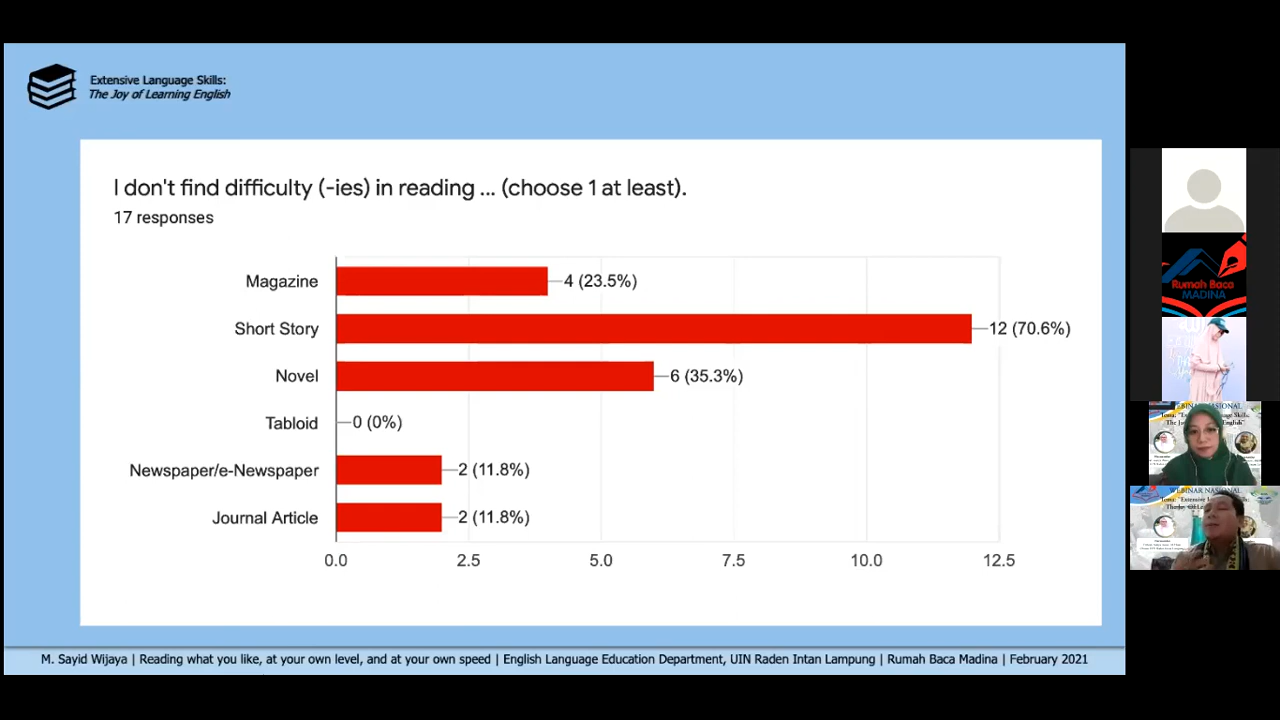 Extensive Language Skills:
The Joy of Learning English
I don't find difficulty (-ies) in reading ... (choose 1 at least).
17 responses
Magazine
4 (23.5%)
Short Story
12 (70.6%)
Novel
6 (35.3%)
Tabloid
0 (0%)
Newspaper/e-Newspaper
2 (11.8%)
Journal Article
2 (11.8%)
0.0 2.5 5.0 7.5 10.0 12.5
M. Sayid Wijaya | Reading what you like, at your own level, and at your own speed | English Language Education Department, UIN Raden Intan Lampung | Rumah Baca Madina | February 2021
Rumah Baca
MADINA
WEBINAR NASIONAL
WEBINAR NASIONAL